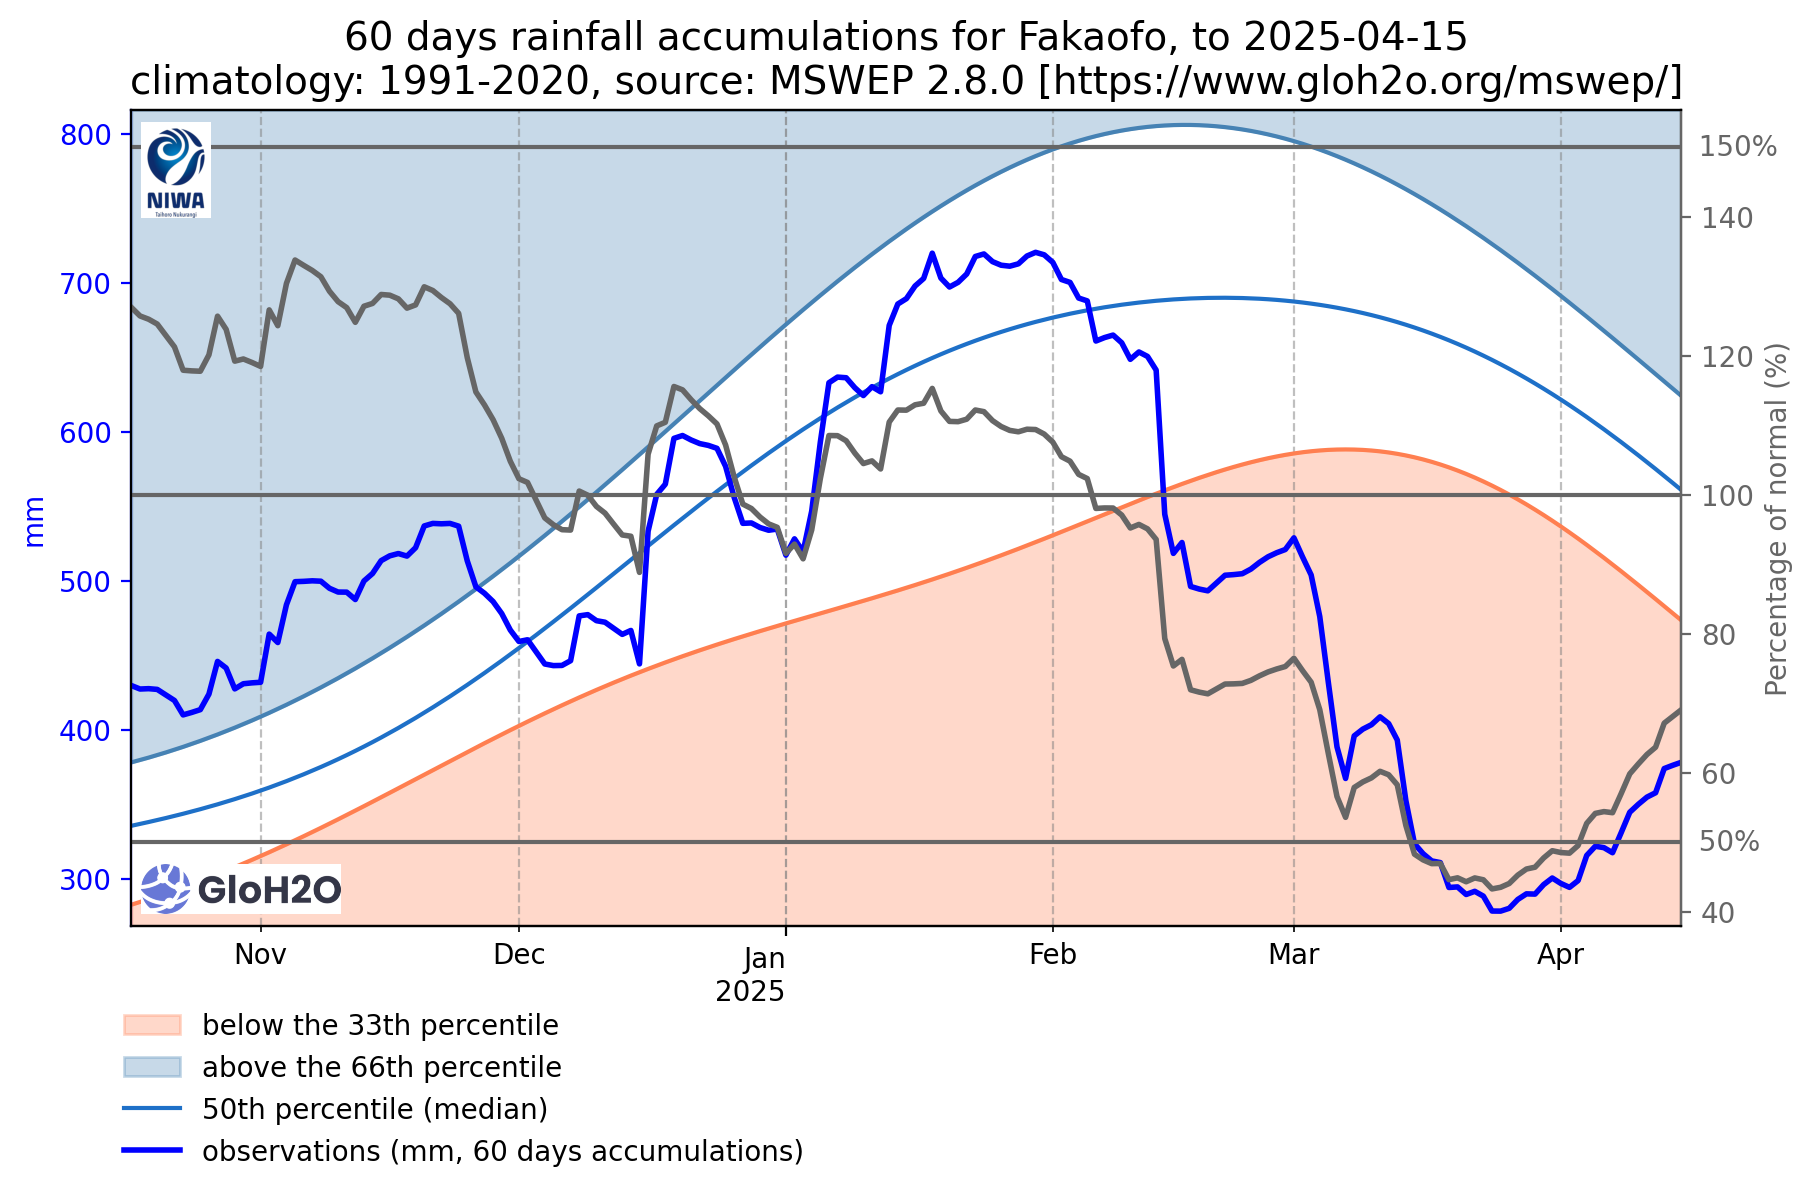 60 days rainfall accumulations for Fakaofo, to 2025-04-15
climatology: 1991-2020, source: MSWEP 2.8.0 [https://www.gloh2o.org/mswep/]
800
700
600
500
400
300
mm
NIWA
Taihoro Nukurangi
GloH2O
150%
140
120
100
80
60
50%
40
Percentage of normal (%)
Nov
Dec
Jan
2025
Feb
Mar
Apr
below the 33th percentile
above the 66th percentile
50th percentile (median)
observations (mm, 60 days accumulations)